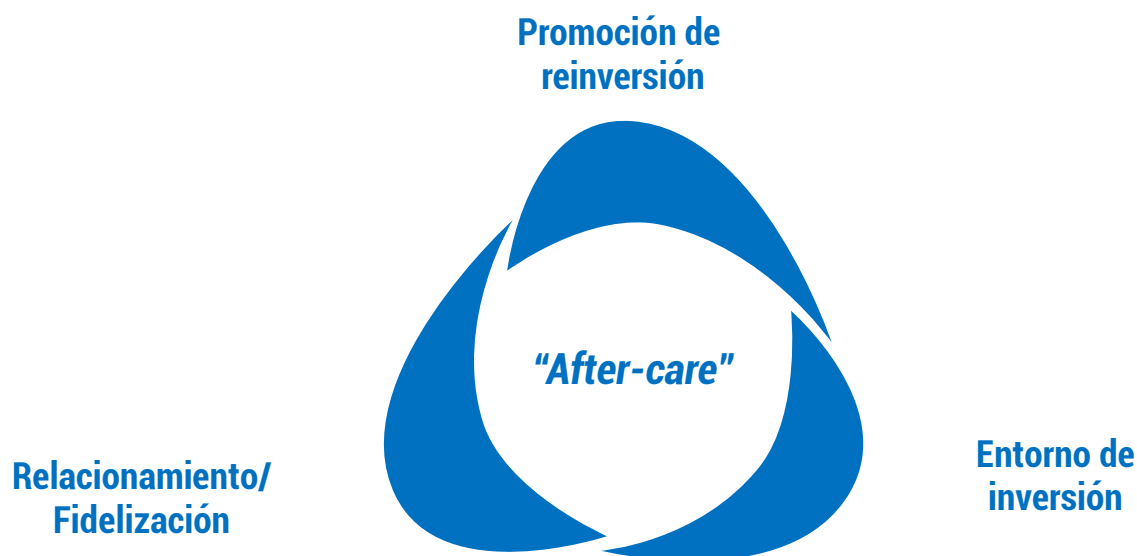 Promoción de
reinversión
“After-care”
Relacionamiento/
Fidelización
Entorno de
inversión